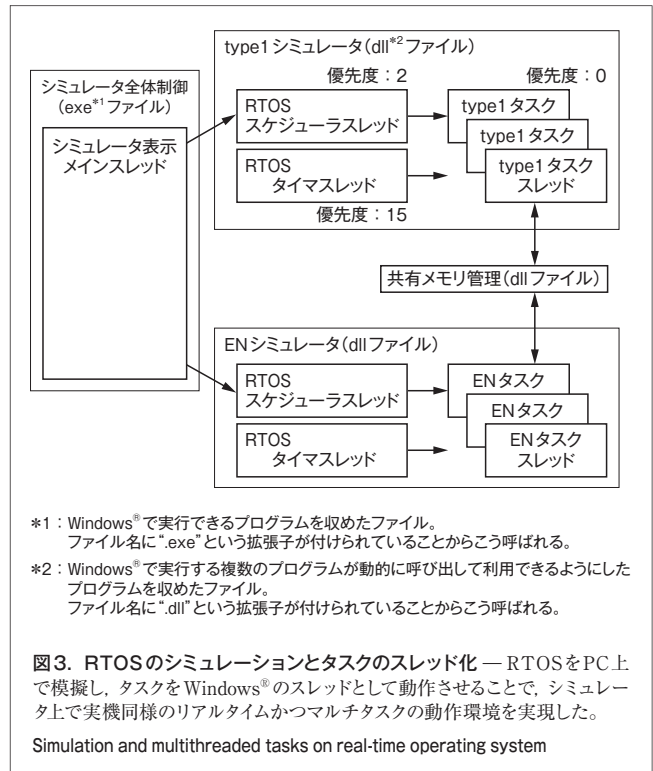 シミュレータ全体制御
(exe*1ファイル)
シミュレータ表示
メインスレッド
type1シミュレータ(dll*2ファイル)
優先度：2
優先度：0
RTOS
スケジューラスレッド
RTOS
タイマスレッド
優先度：15
type1タスク
type1タスク
type1タスク
スレッド
共有メモリ管理(dllファイル)
ENシミュレータ(dllファイル)
RTOS
スケジューラスレッド
RTOS
タイマスレッド
ENタスク
ENタスク
ENタスク
スレッド
*1：Windows®で実行できるプログラムを収めたファイル。
ファイル名に“.exe”という拡張子が付けられていることからこう呼ばれる。
*2：Windows®で実行する複数のプログラムが動的に呼び出して利用できるようにした
プログラムを収めたファイル。
ファイル名に“.dll”という拡張子が付けられていることからこう呼ばれる。
図3．RTOSのシミュレーションとタスクのスレッド化 — RTOSをPC上
で模擬し，タスクをWindows®のスレッドとして動作させることで，シミュレー
タ上で実機同様のリアルタイムかつマルチタスクの動作環境を実現した。
Simulation and multithreaded tasks on real-time operating system